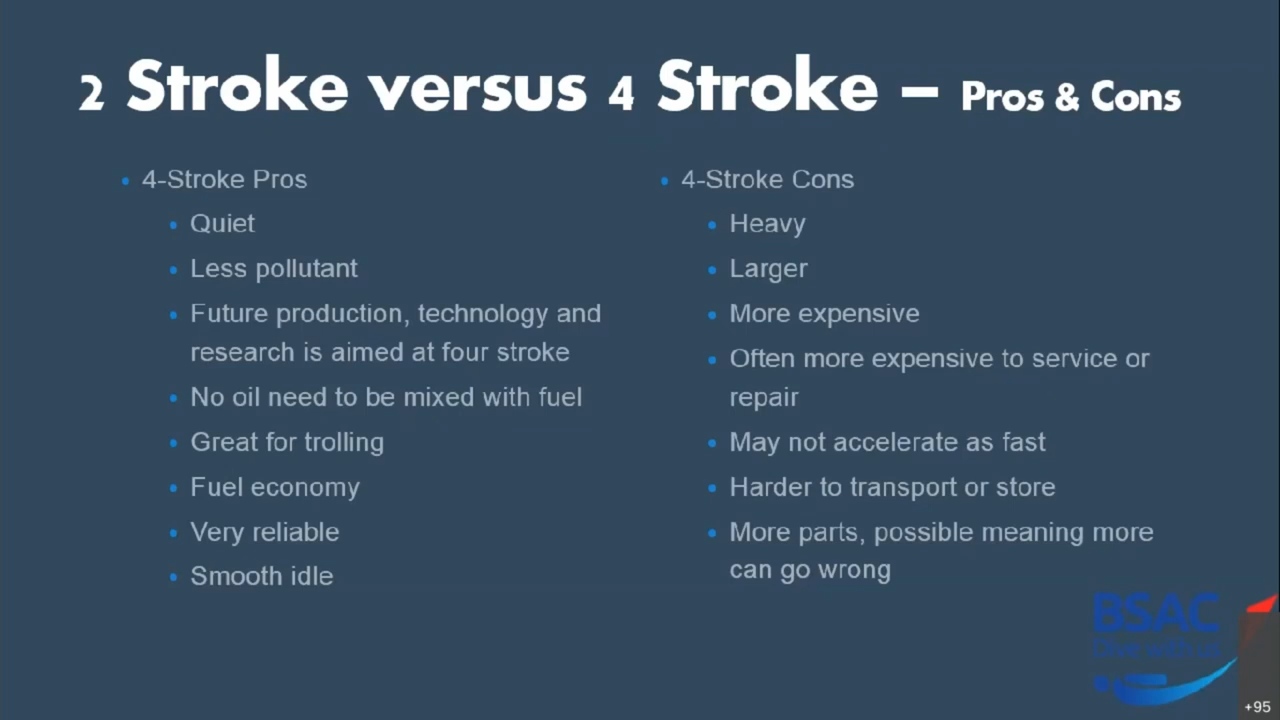 2 Stroke versus 4 Stroke – Pros & Cons
• 4-Stroke Pros
• Quiet
• Less pollutant
• Future production, technology and
research is aimed at four stroke
• No oil need to be mixed with fuel
• Great for trolling
• Fuel economy
• Very reliable
• Smooth idle
• 4-Stroke Cons
• Heavy
• Larger
• More expensive
• Often more expensive to service or
repair
• May not accelerate as fast
• Harder to transport or store
• More parts, possible meaning more
can go wrong
BSAC
Dive with us
+95